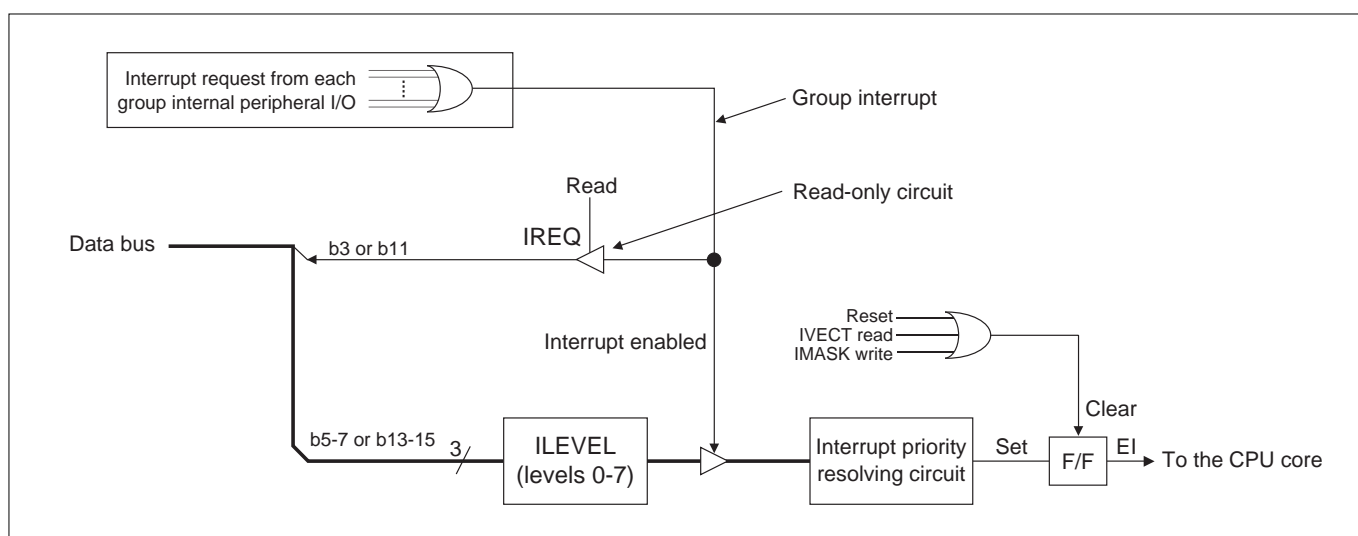 Interrupt request from each
group internal peripheral I/O
Group interrupt
Read
Read-only circuit
IREQ
Data bus
b3 or b11
Reset
IVECT read
IMASK write
Interrupt enabled
Clear
b5-7 or b13-15
3
ILEVEL
(levels 0-7)
Interrupt priority
resolving circuit
Set
F/F
EI
To the CPU core